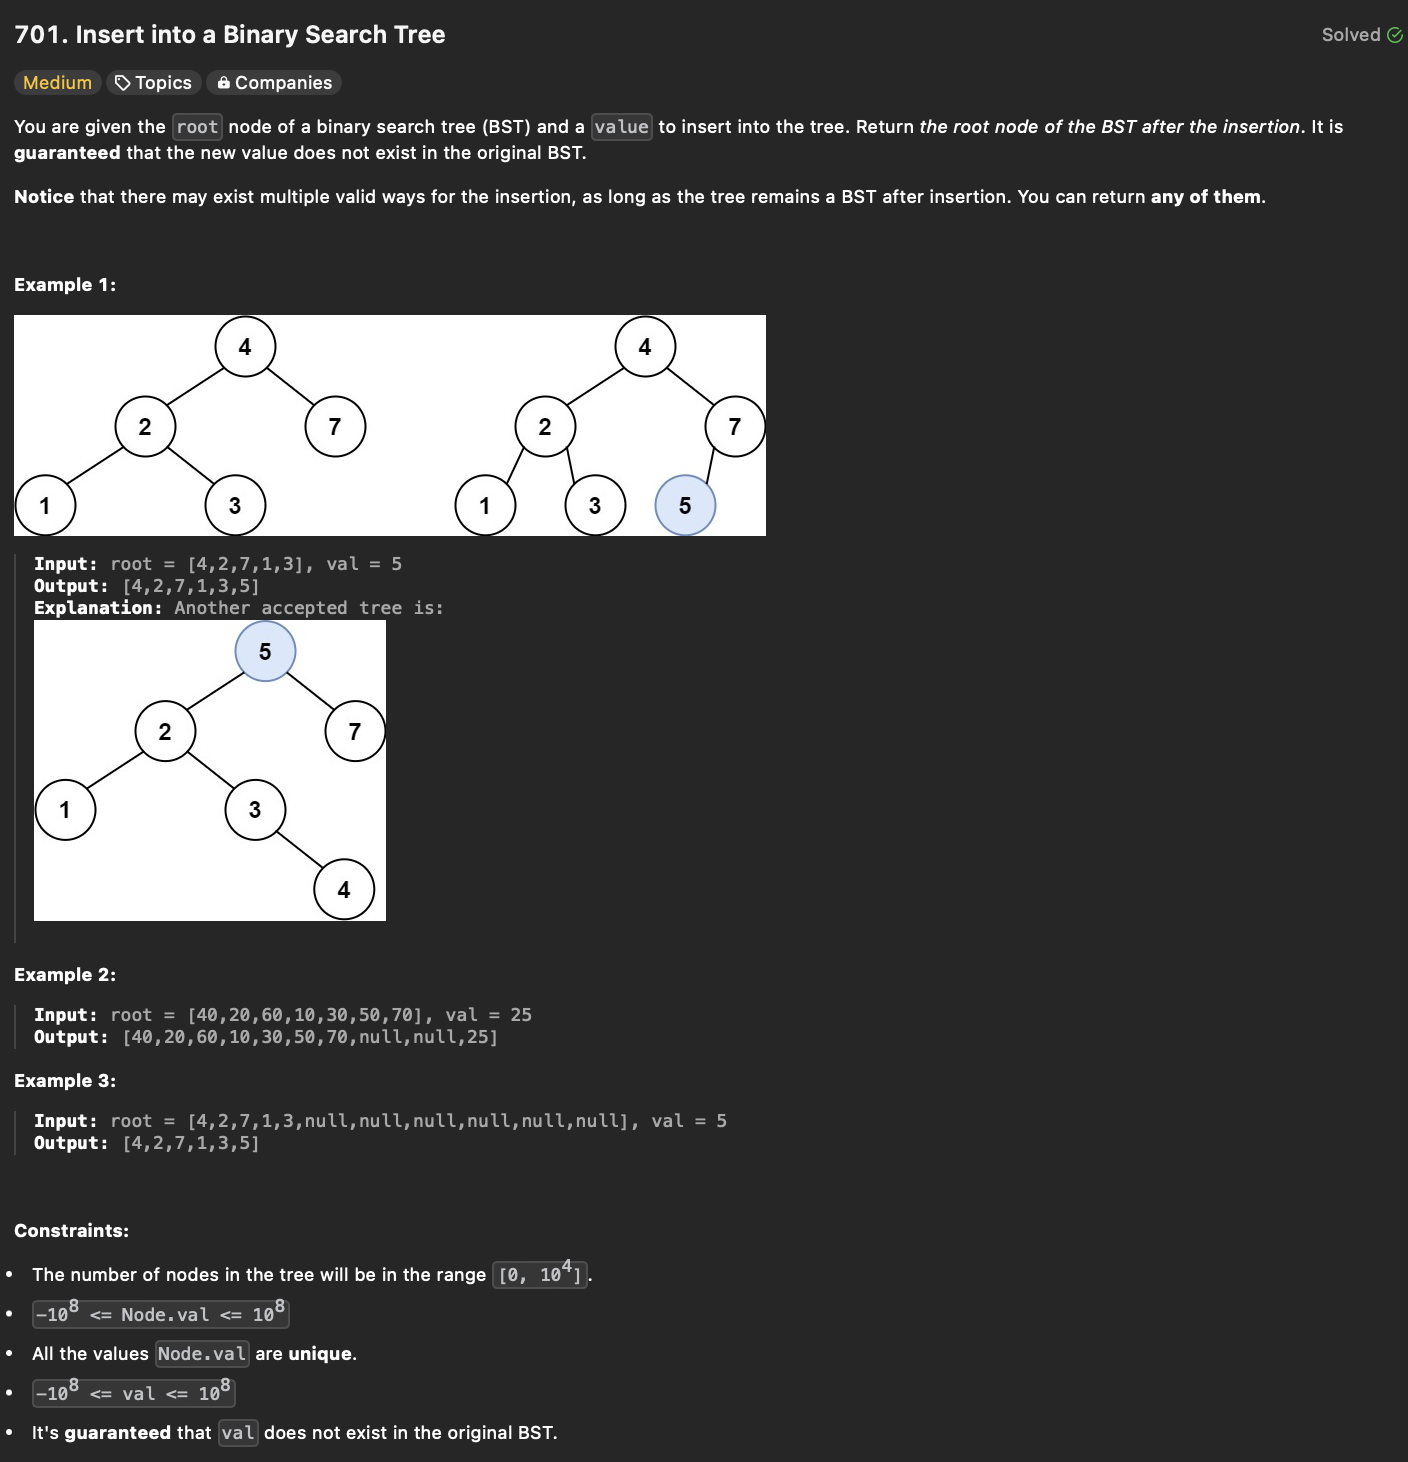 701. Insert into a Binary Search Tree
Solved
Medium Topics Companies
You are given the root node of a binary search tree (BST) and a value to insert into the tree. Return the root node of the BST after the insertion. It is
guaranteed that the new value does not exist in the original BST.
Notice that there may exist multiple valid ways for the insertion, as long as the tree remains a BST after insertion. You can return any of them.
Example 1:
4 4
2 7 2 7
1 3 1 3 5
Input: root = [4,2,7,1,3], val = 5
Output: [4,2,7,1,3,5]
Explanation: Another accepted tree is:
5
2 7
1 3
4
Example 2:
Input: root = [40,20,60,10,30,50,70], val = 25
Output: [40,20,60,10,30,50,70,null,null,25]
Example 3:
Input: root = [4,2,7,1,3,null,null,null,null,null,null], val = 5
Output: [4,2,7,1,3,5]
Constraints:
• The number of nodes in the tree will be in the range [0, 10⁴].
• −10⁸ <= Node.val <= 10⁸
• All the values Node.val are unique.
• −10⁸ <= val <= 10⁸
• It's guaranteed that val does not exist in the original BST.